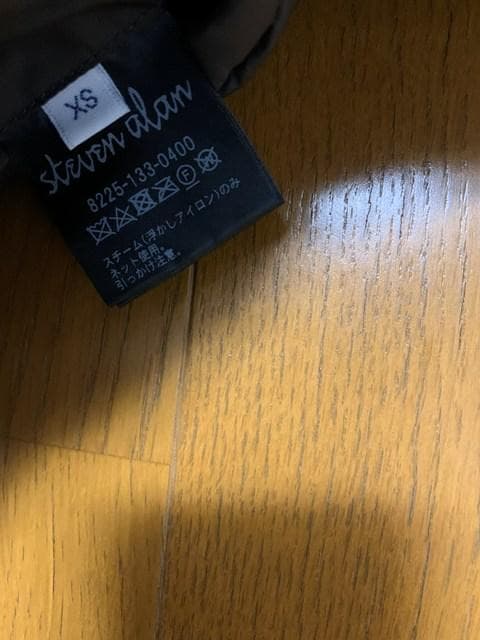 XS
steven alan
8225-133-0400
スチーム(浮かしアイロン)のみ
ネット使用。
引っかけ注意。